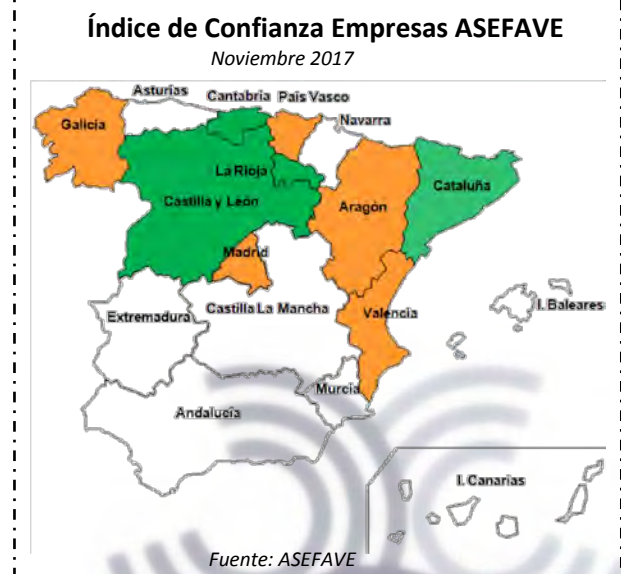 Índice de Confianza Empresas ASEFAVE
Noviembre 2017
Asturias
Cantabria
País Vasco
Navarra
Galicia
La Rioja
Cataluña
Castilla y León
Aragón
Madrid
Castilla La Mancha
Extremadura
Valencia
I. Baleares
Murcia
Andalucía
I. Canarias
Fuente: ASEFAVE